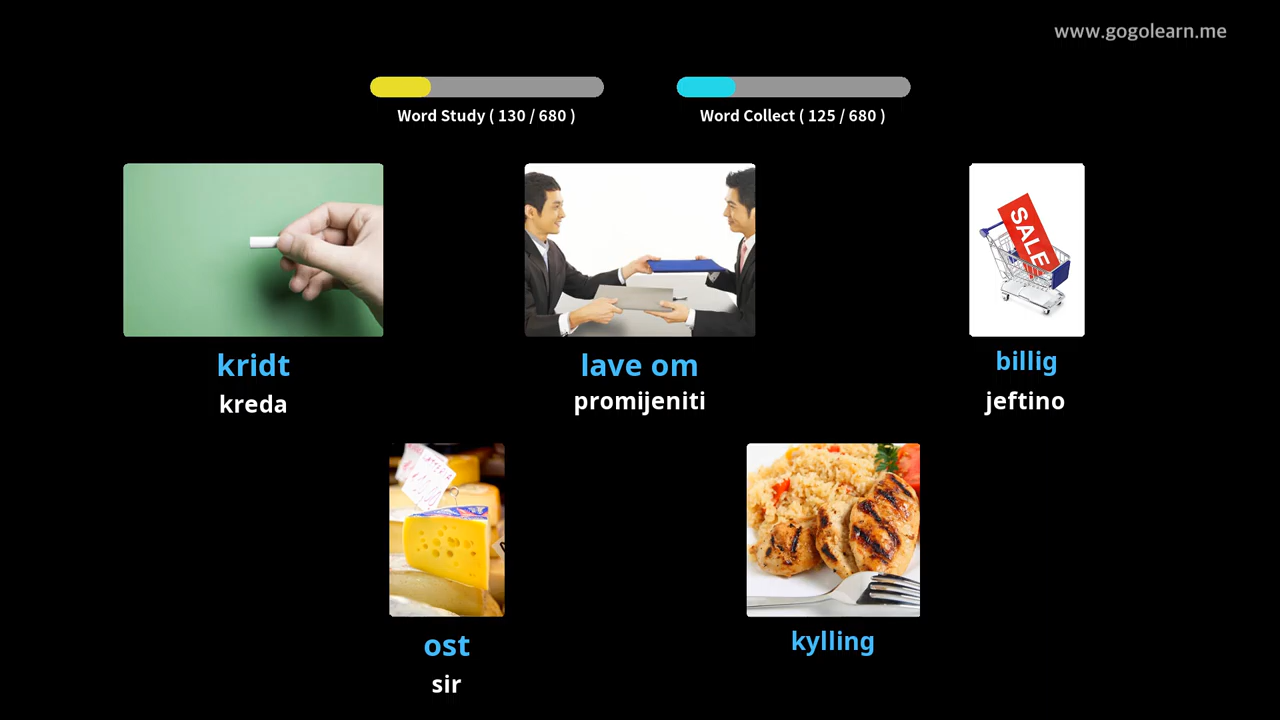 www.gogolearn.me
Word Study ( 130 / 680 )
Word Collect ( 125 / 680 )
SALE
kridt
kreda
lave om
promijeniti
billig
jeftino
ost
sir
kylling